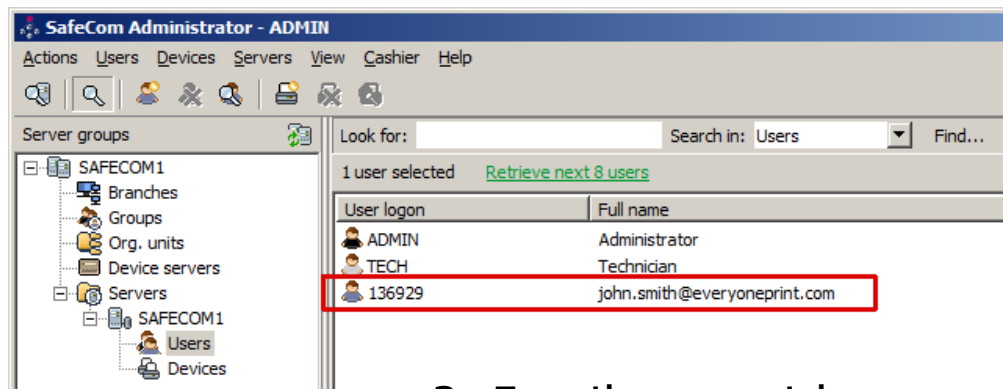 SafeCom Administrator - ADMIN
Actions Users Devices Servers View Cashier Help
Server groups
Look for: Search in: Users Find...
SAFECOM1
Branches
Groups
Org. units
Device servers
Servers
SAFECOM1
Users
Devices
1 user selected Retrieve next 8 users
User logon Full name
ADMIN Administrator
TECH Technician
136929 john.smith@everyoneprint.com